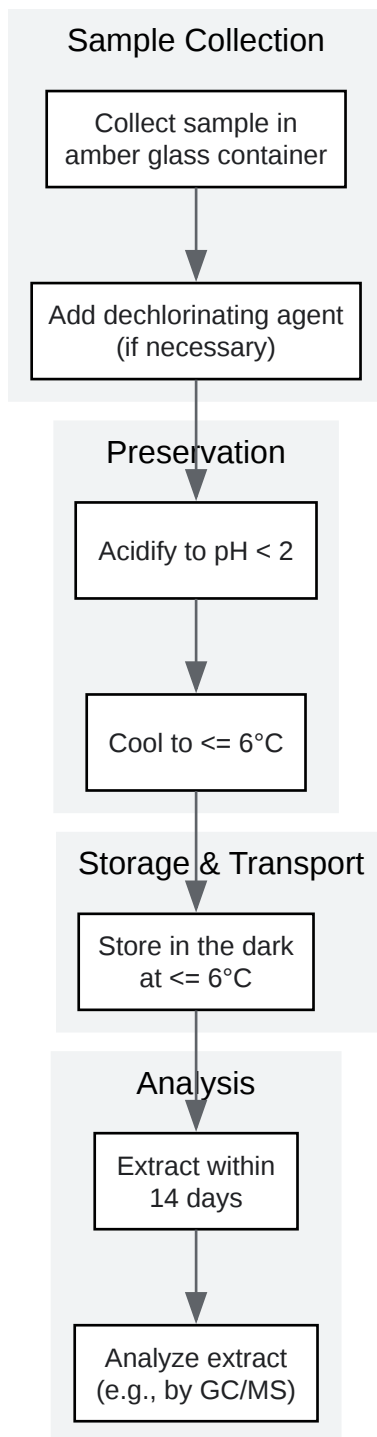 Sample Collection
Collect sample in
amber glass container
Add dechlorinating agent
(if necessary)
Preservation
Acidify to pH < 2
Cool to <= 6°C
Storage & Transport
Store in the dark
at <= 6°C
Analysis
Extract within
14 days
Analyze extract
(e.g., by GC/MS)